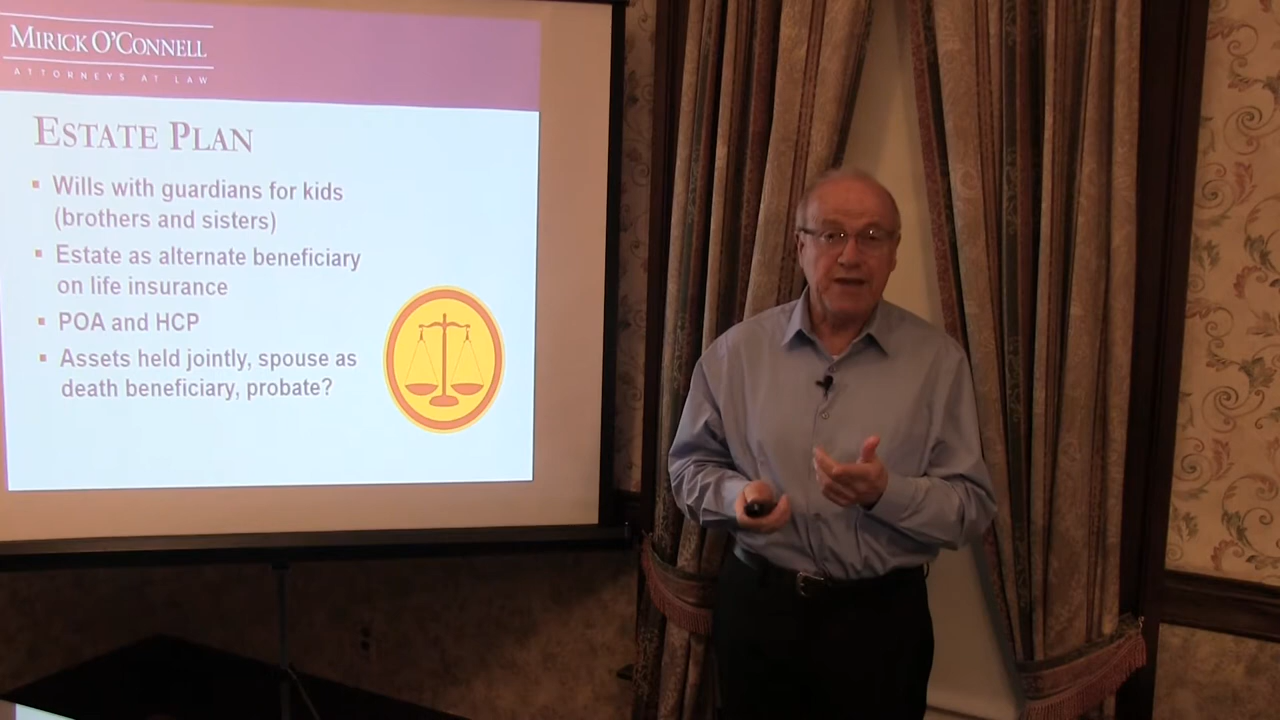 MIRICK O'CONNELL
ATTORNEYS AT LAW
ESTATE PLAN
▪ Wills with guardians for kids
(brothers and sisters)
▪ Estate as alternate beneficiary
on life insurance
▪ POA and HCP
▪ Assets held jointly, spouse as
death beneficiary, probate?